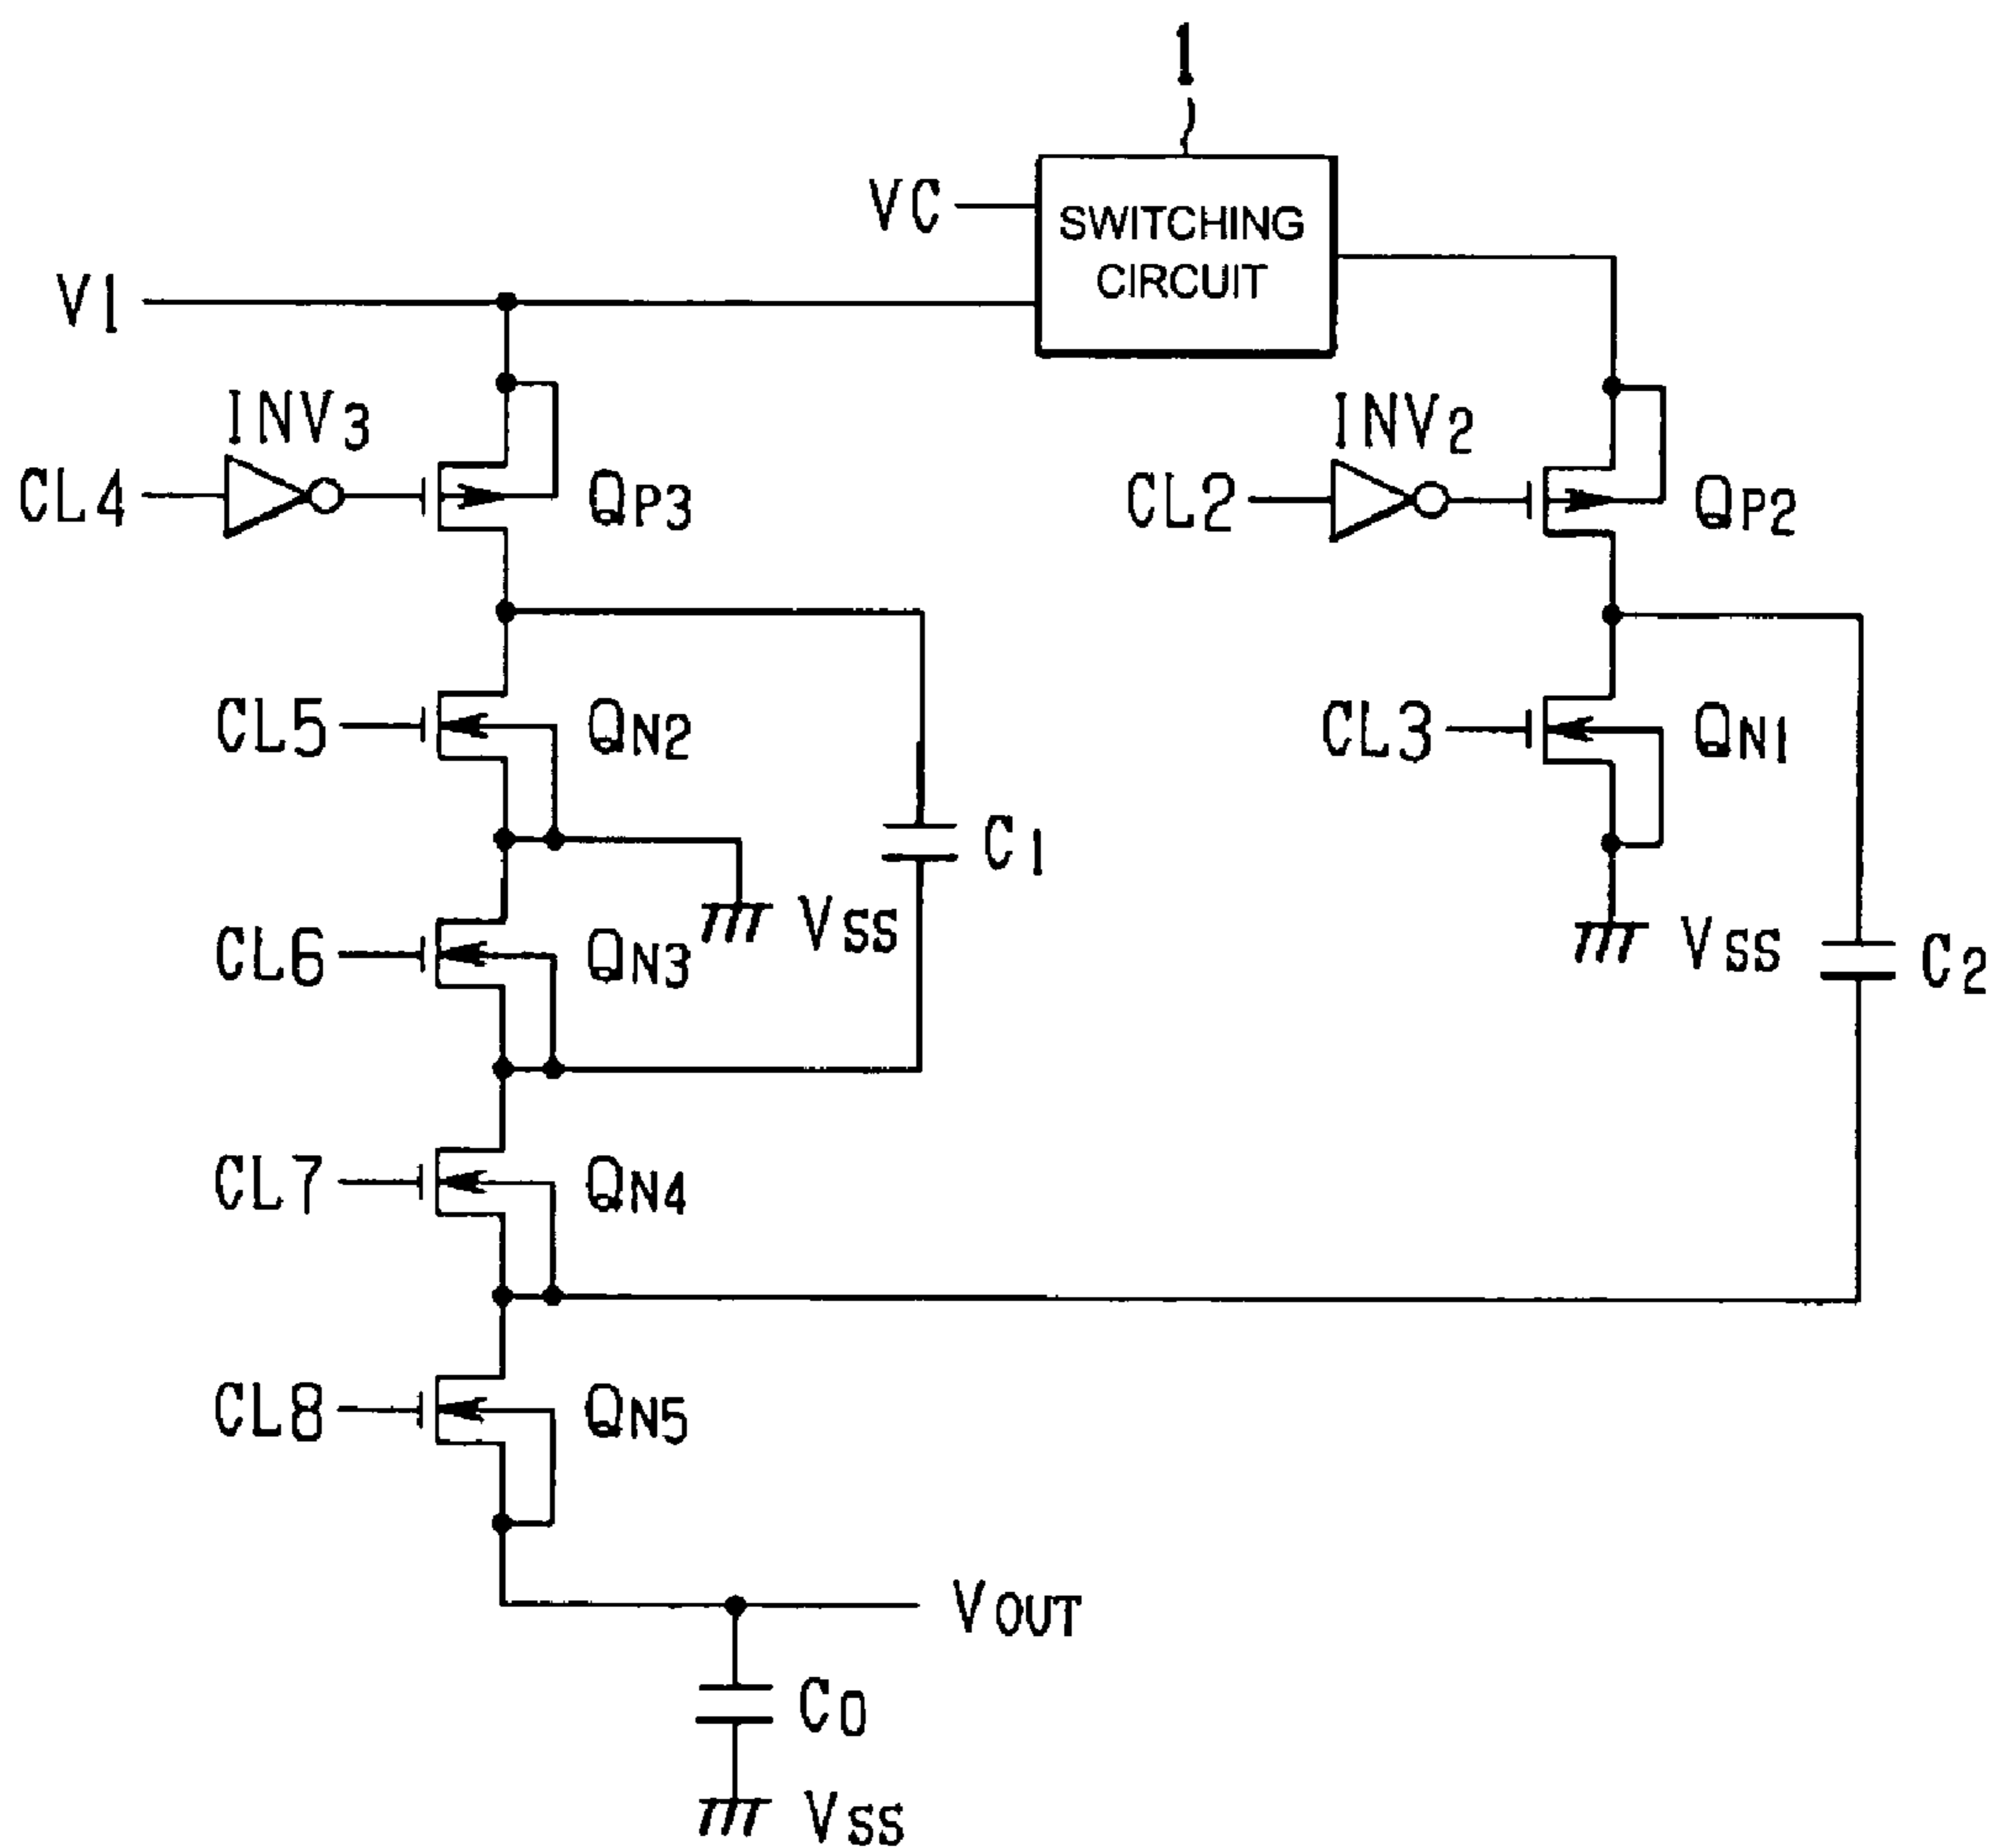 1
VC
SWITCHING
CIRCUIT
V1
INV3
INV2
CL4
QP3
CL2
QP2
CL5
QN2
CL3
QN1
C1
CL6
QN3
VSS
VSS
C2
CL7
QN4
CL8
QN5
VOUT
C0
VSS